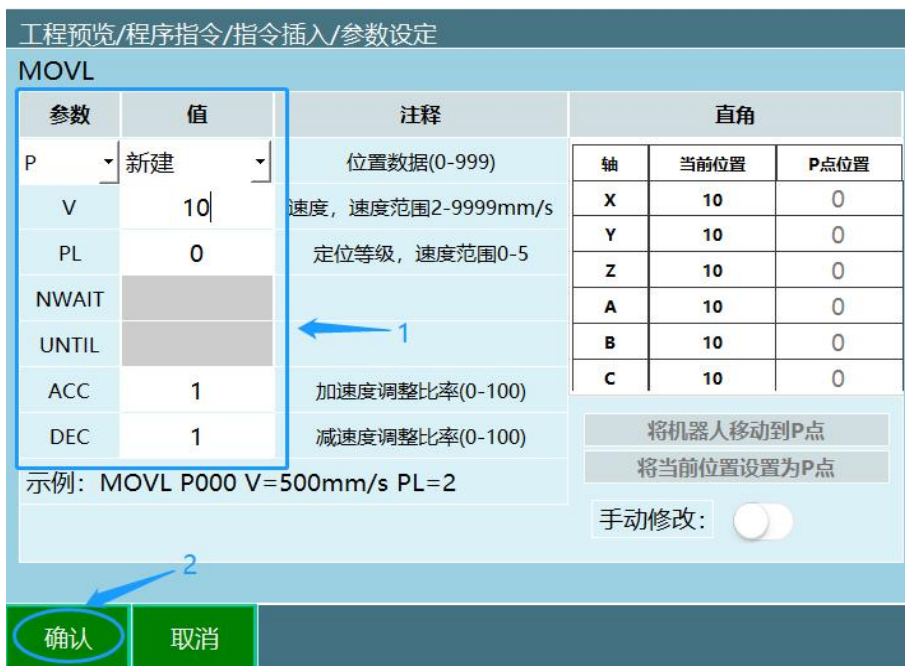 工程预览/程序指令/指令插入/参数设定
MOVL
参数 值 注释 直角
P 新建 位置数据(0-999)
轴 当前位置 P点位置
V 10 速度，速度范围2-9999mm/s
X 10 0
PL 0 定位等级，速度范围0-5
Y 10 0
Z 10 0
NWAIT
A 10 0
UNTIL
1
B 10 0
C 10 0
ACC 1 加速度调整比率(0-100)
DEC 1 减速度调整比率(0-100)
将机器人移动到P点
将当前位置设置为P点
示例：MOVL P000 V=500mm/s PL=2
手动修改：
2
确认 取消